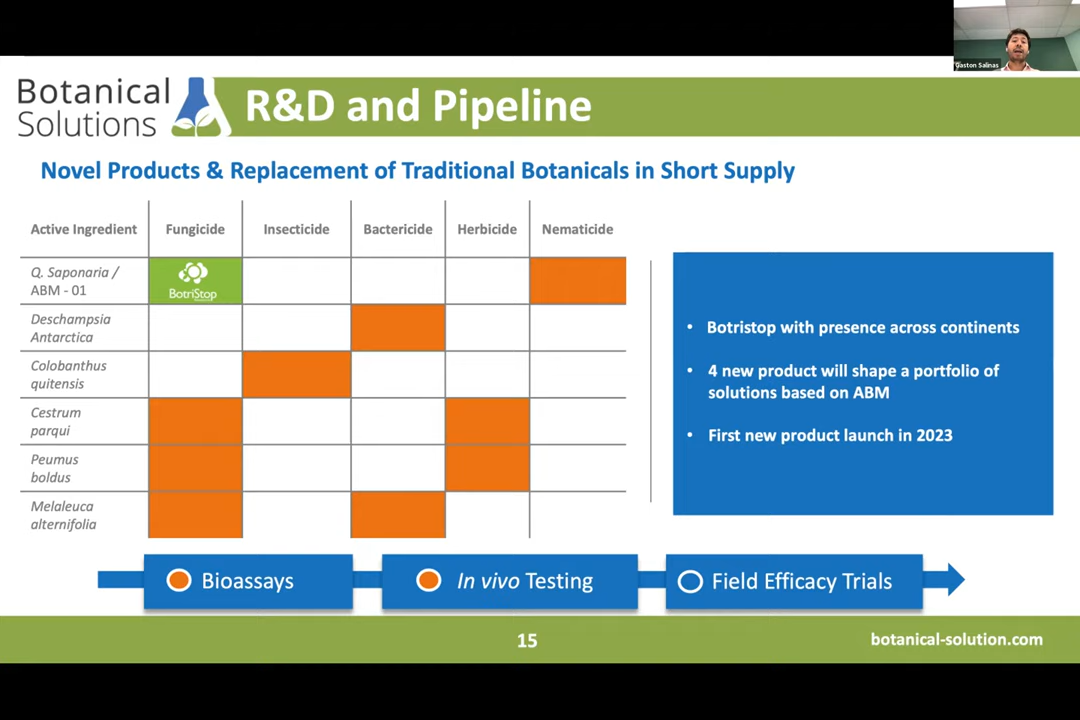 Gaston Salinas
Botanical
Solutions
R&D and Pipeline
Novel Products & Replacement of Traditional Botanicals in Short Supply
Active Ingredient Fungicide Insecticide Bactericide Herbicide Nematicide
Q. Saponaria /
ABM - 01
BotriStop
Deschampsia
Antarctica
Colobanthus
quitensis
Cestrum
parqui
Peumus
boldus
Melaleuca
alternifolia
• Botristop with presence across continents
• 4 new product will shape a portfolio of
solutions based on ABM
• First new product launch in 2023
Bioassays
In vivo Testing
Field Efficacy Trials
15
botanical-solution.com